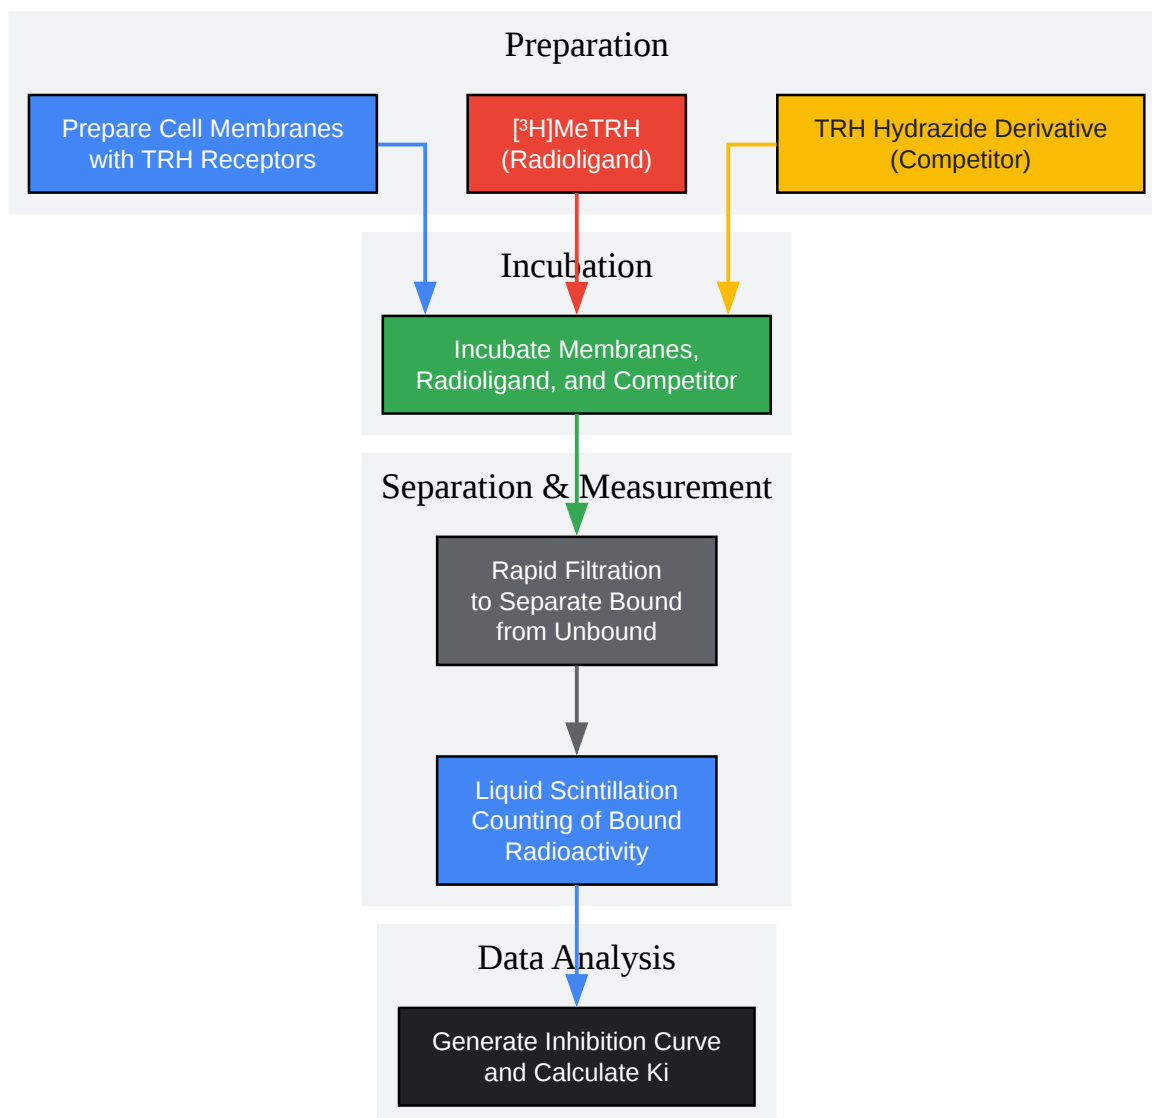 Preparation
Prepare Cell Membranes
with TRH Receptors
[³H]MeTRH
(Radioligand)
TRH Hydrazide Derivative
(Competitor)
Incubation
Incubate Membranes,
Radioligand, and Competitor
Separation & Measurement
Rapid Filtration
to Separate Bound
from Unbound
Liquid Scintillation
Counting of Bound
Radioactivity
Data Analysis
Generate Inhibition Curve
and Calculate Ki